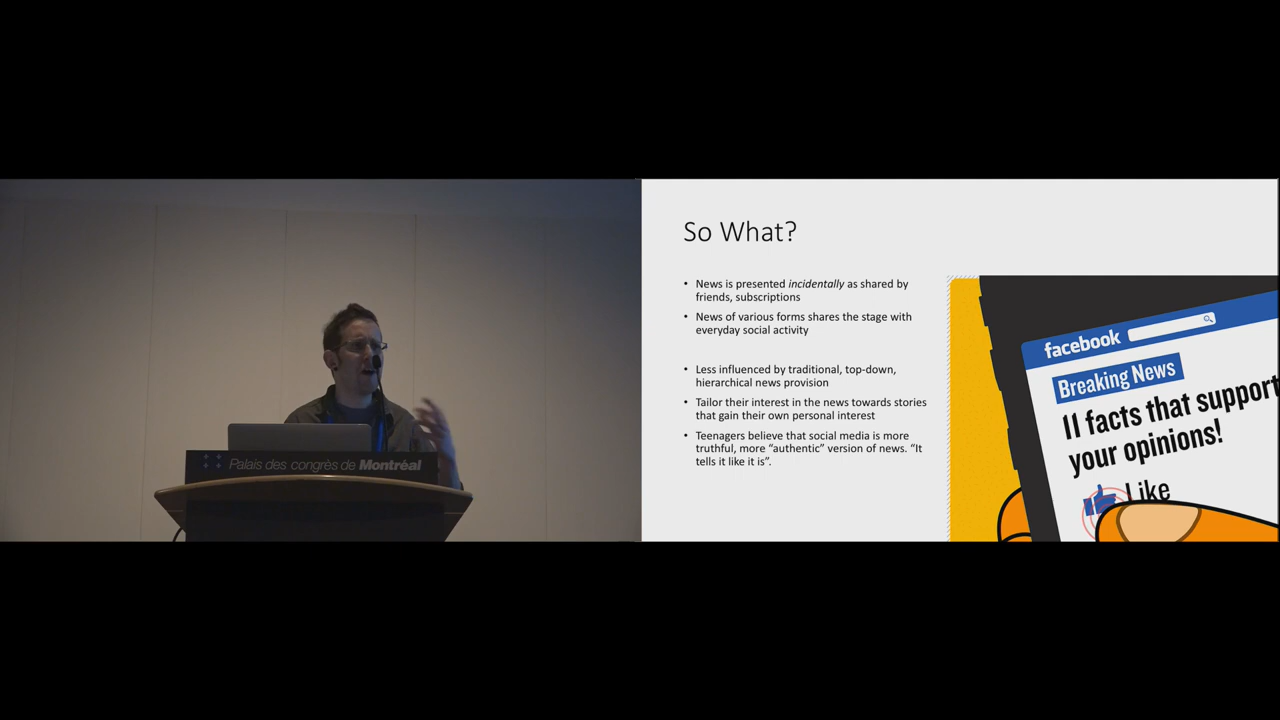 Palais des congrès de Montréal
So What?
• News is presented incidentally as shared by
friends, subscriptions
• News of various forms shares the stage with
everyday social activity
• Less influenced by traditional, top-down,
hierarchical news provision
• Tailor their interest in the news towards stories
that gain their own personal interest
• Teenagers believe that social media is more
truthful, more “authentic” version of news. “It
tells it like it is”.
facebook
Breaking News
11 facts that support
your opinions!
Like